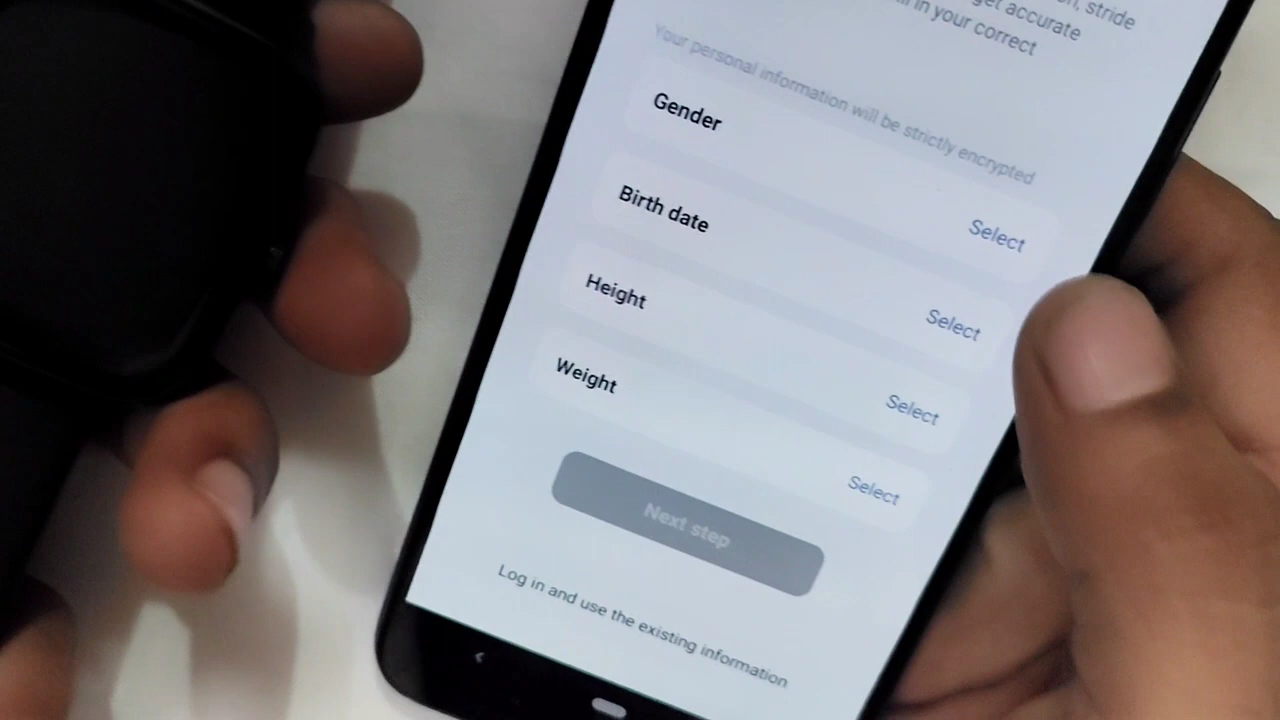 stride
get accurate
in your correct
Your personal information will be strictly encrypted
Gender
Select
Birth date
Select
Height
Select
Weight
Select
Next step
Log in and use the existing information